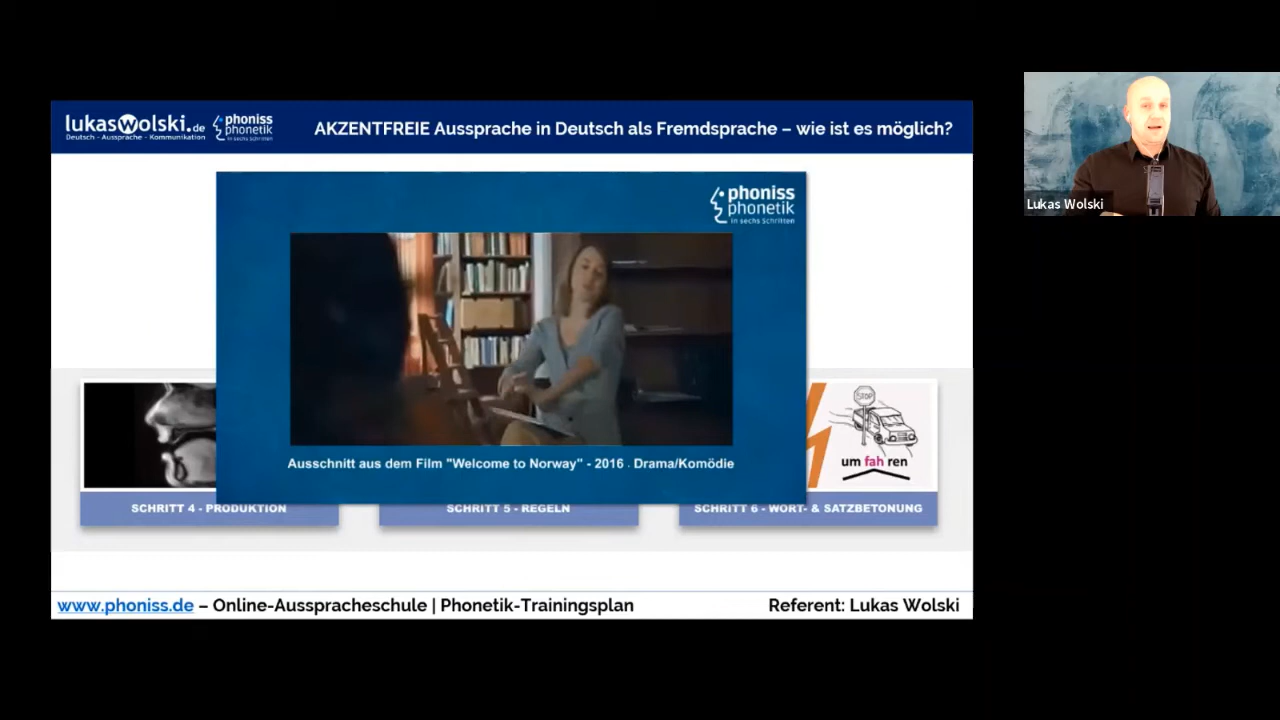 lukaswolski.de
Deutsch - Aussprache - Kommunikation
phoniss
phonetik
in sechs Schritten
AKZENTFREIE Aussprache in Deutsch als Fremdsprache – wie ist es möglich?
phoniss
phonetik
in sechs Schritten
Lukas Wolski
STOP
um fah ren
Ausschnitt aus dem Film "Welcome to Norway" - 2016 . Drama/Komödie
SCHRITT 4 - PRODUKTION
SCHRITT 5 - REGELN
SCHRITT 6 - WORT- & SATZBETONUNG
www.phoniss.de – Online-Ausspracheschule | Phonetik-Trainingsplan
Referent: Lukas Wolski